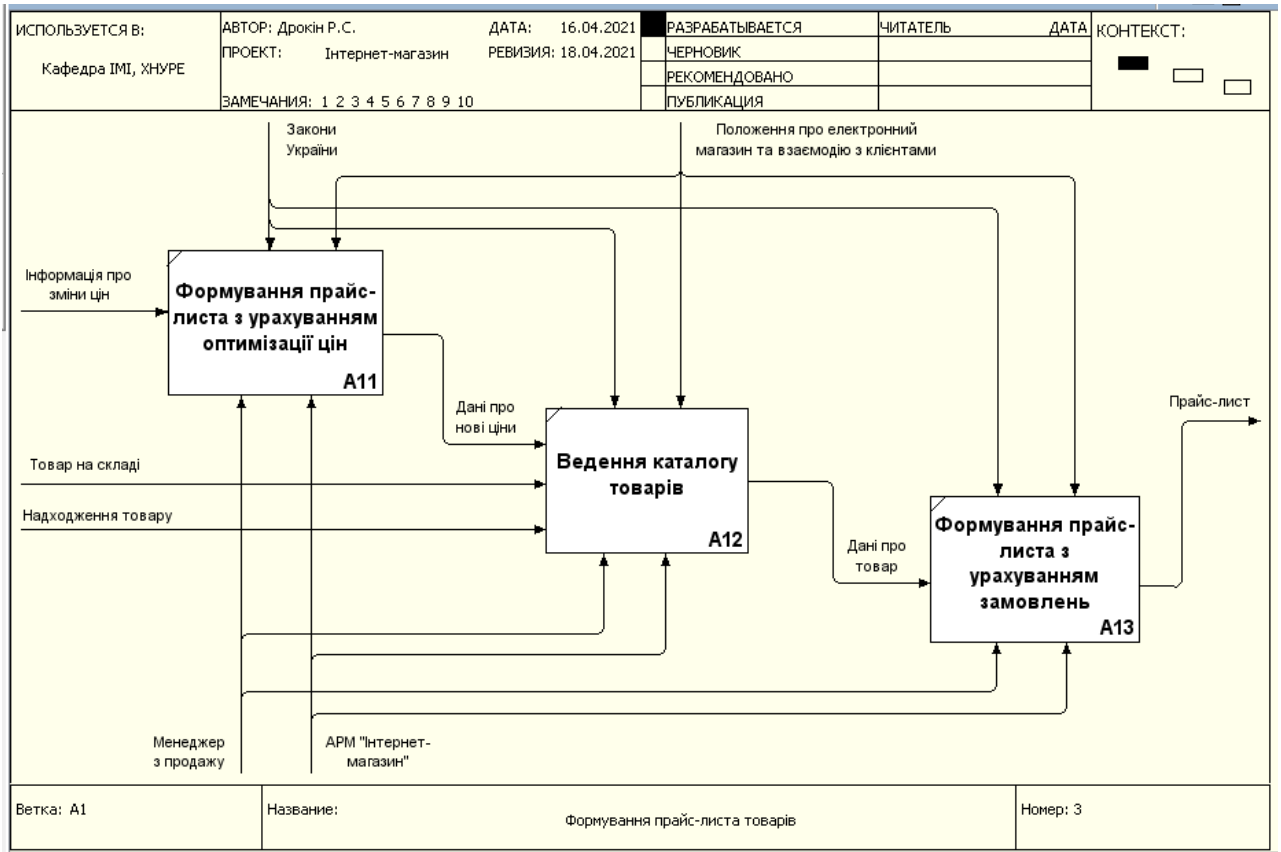 ИСПОЛЬЗУЕТСЯ В:
Кафедра ІМІ, ХНУРЕ
АВТОР: Дрокін Р.С.
ДАТА: 16.04.2021
ПРОЕКТ: Інтернет-магазин
РЕВИЗИЯ: 18.04.2021
ЗАМЕЧАНИЯ: 1 2 3 4 5 6 7 8 9 10
РАЗРАБАТЫВАЕТСЯ
ЧЕРНОВИК
РЕКОМЕНДОВАНО
ПУБЛИКАЦИЯ
ЧИТАТЕЛЬ
ДАТА
КОНТЕКСТ:
Закони
України
Положення про електронний
магазин та взаємодію з клієнтами
Інформація про
зміни цін
Формування прайс-
листа з урахуванням
оптимізації цін
A11
Дані про
нові ціни
Товар на складі
Надходження товару
Ведення каталогу
товарів
A12
Дані про
товар
Прайс-лист
Формування прайс-
листа з
урахуванням
замовлень
A13
Менеджер
з продажу
АРМ "Інтернет-
магазин"
Ветка: A1
Название:
Формування прайс-листа товарів
Номер: 3